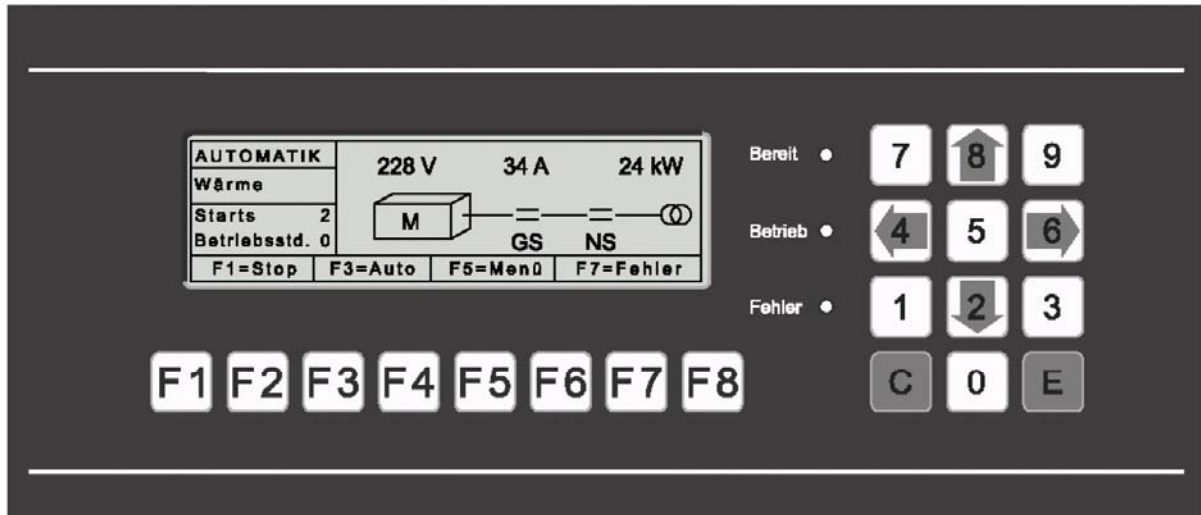 AUTOMATIK
Wärme
Starts 2
Betriebsstd. 0
228 V 34 A 24 kW
M
GS NS
F1=Stop F3=Auto F5=Menü F7=Fehler
Bereit
Betrieb
Fehler
7 8 9
4 5 6
1 2 3
C 0 E
F1 F2 F3 F4 F5 F6 F7 F8